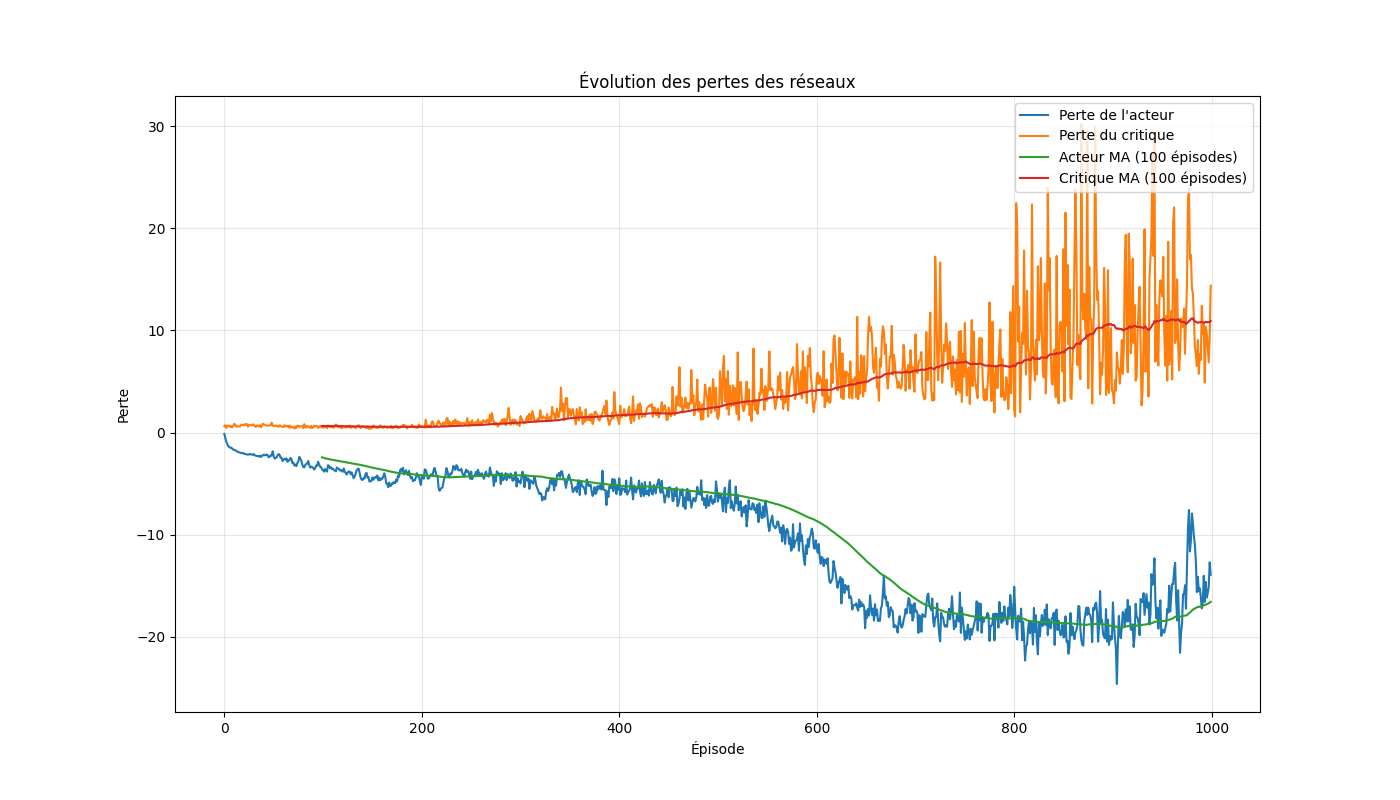 Évolution des pertes des réseaux
Perte de l'acteur
Perte du critique
Acteur MA (100 épisodes)
Critique MA (100 épisodes)
30
20
10
0
−10
−20
Perte
0
200
400
600
800
1000
Épisode